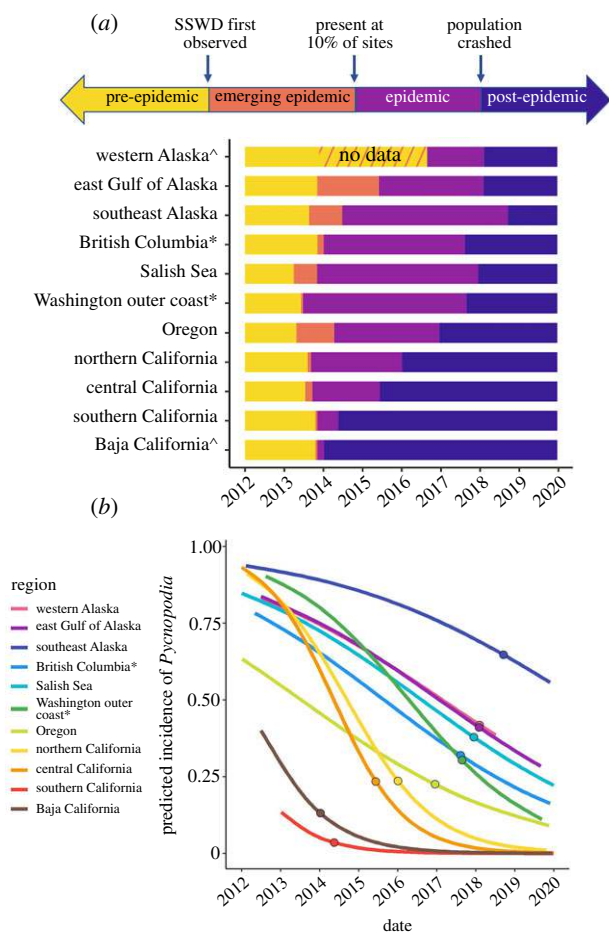 (a)
SSWD first
observed
present at
10% of sites
population
crashed
pre-epidemic
emerging epidemic
epidemic
post-epidemic
western Alaska^
no data
east Gulf of Alaska
southeast Alaska
British Columbia*
Salish Sea
Washington outer coast*
Oregon
northern California
central California
southern California
Baja California^
2012 2013 2014 2015 2016 2017 2018 2019 2020
(b)
region
western Alaska
east Gulf of Alaska
southeast Alaska
British Columbia*
Salish Sea
Washington outer
coast*
Oregon
northern California
central California
southern California
Baja California
predicted incidence of Pycnopodia
1.00
0.75
0.50
0.25
0
2012 2013 2014 2015 2016 2017 2018 2019 2020
date